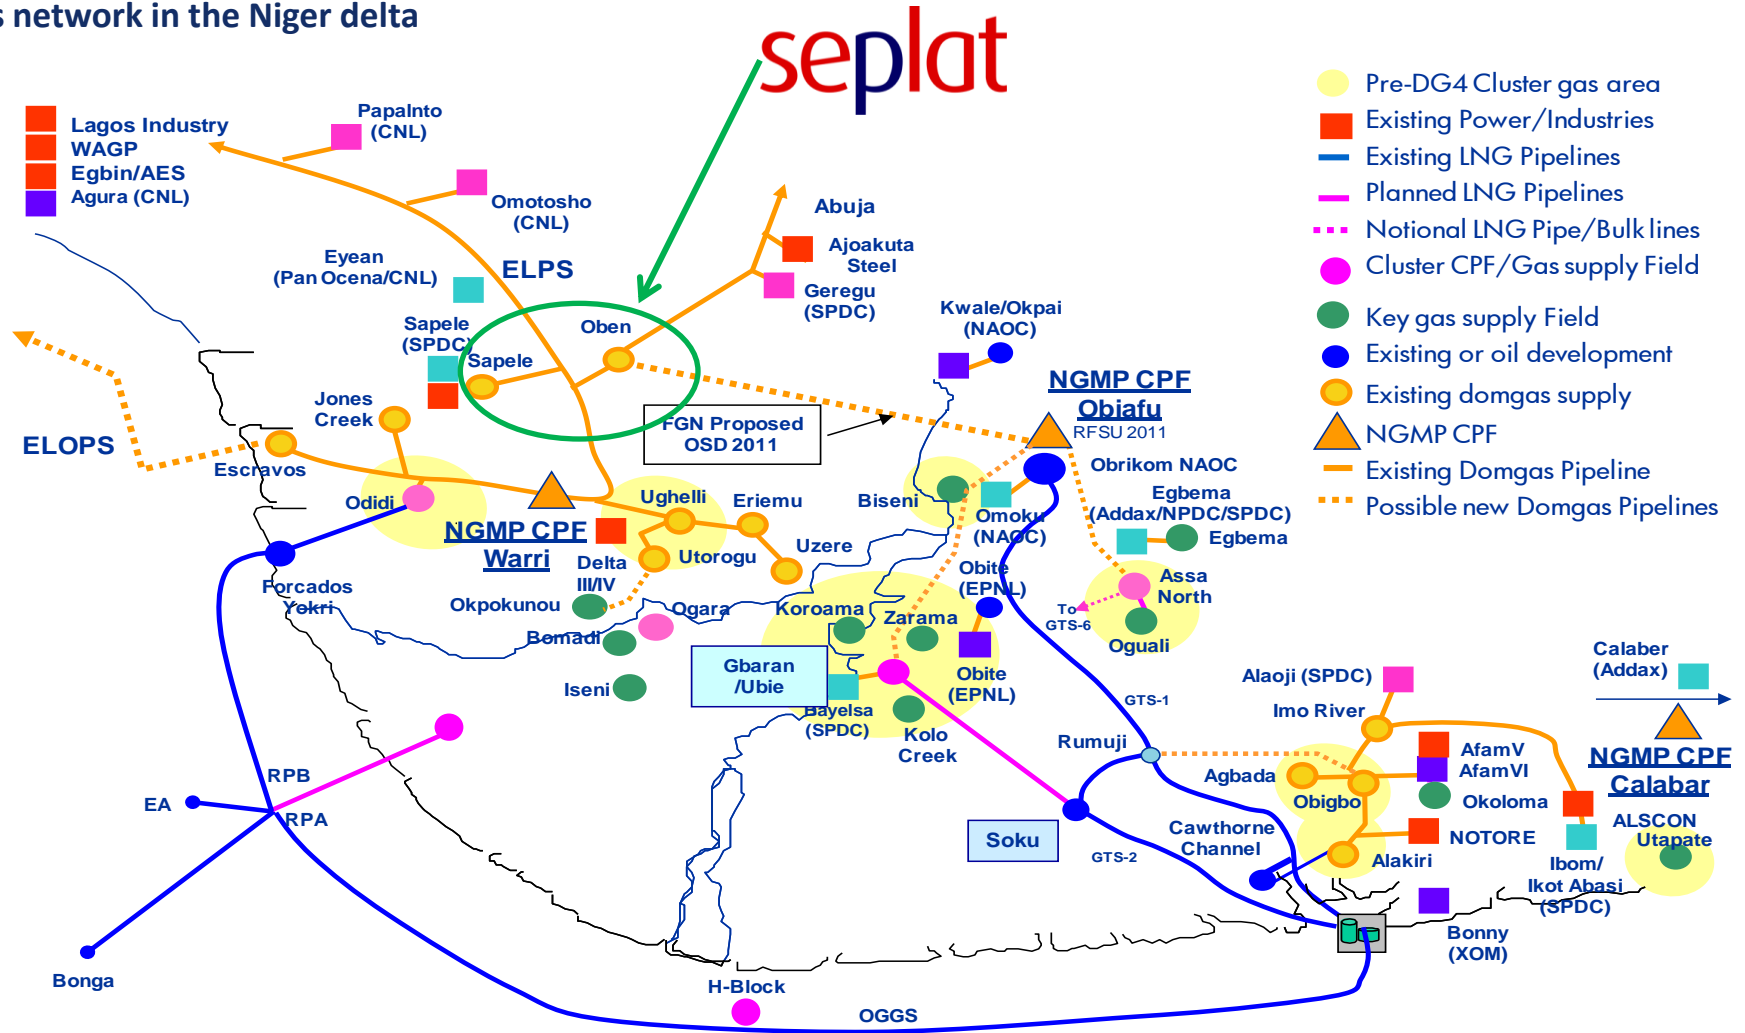 s network in the Niger delta
seplat
Lagos Industry
WAGP
Egbin/AES
Agura (CNL)
Papalnto
(CNL)
Omotosho
(CNL)
Eyean
(Pan Ocena/CNL)
ELPS
Abuja
Ajoakuta
Steel
Geregu
(SPDC)
Pre-DG4 Cluster gas area
Existing Power/Industries
Existing LNG Pipelines
Planned LNG Pipelines
Notional LNG Pipe/Bulk lines
Cluster CPF/Gas supply Field
Key gas supply Field
Existing or oil development
Existing domgas supply
NGMP CPF
Existing Domgas Pipeline
Possible new Domgas Pipelines
Sapele
(SPDC)
Sapele
Oben
Kwale/Okpai
(NAOC)
Jones
Creek
ELOPS
Escravos
FGN Proposed
OSD 2011
NGMP CPF
Obiafu
RFSU 2011
Obrikom NAOC
Egbema
(Addax/NPDC/SPDC)
Egbema
Odidi
NGMP CPF
Warri
Ughelli
Eriemu
Biseni
Omoku
(NAOC)
Delta
III/IV
Utorogu
Uzere
Forcados
Yokri
Okpokunou
Ogara
Bomadi
Iseni
Koroama
Zarama
Obite
(EPNL)
Assa
North
To
GTS-6
Oguali
Gbaran
/Ubie
Bayelsa
(SPDC)
Obite
(EPNL)
Kolo
Creek
Calaber
(Addax)
Alaoji (SPDC)
GTS-1
Imo River
Rumuji
NGMP CPF
Calabar
Agbada
Obigbo
AfamV
AfamVI
Okoloma
RPB
EA
RPA
Soku
GTS-2
Cawthorne
Channel
NOTORE
Alakiri
ALSCON
Utapate
Ibom/
Ikot Abasi
(SPDC)
Bonny
(XOM)
Bonga
H-Block
OGGS